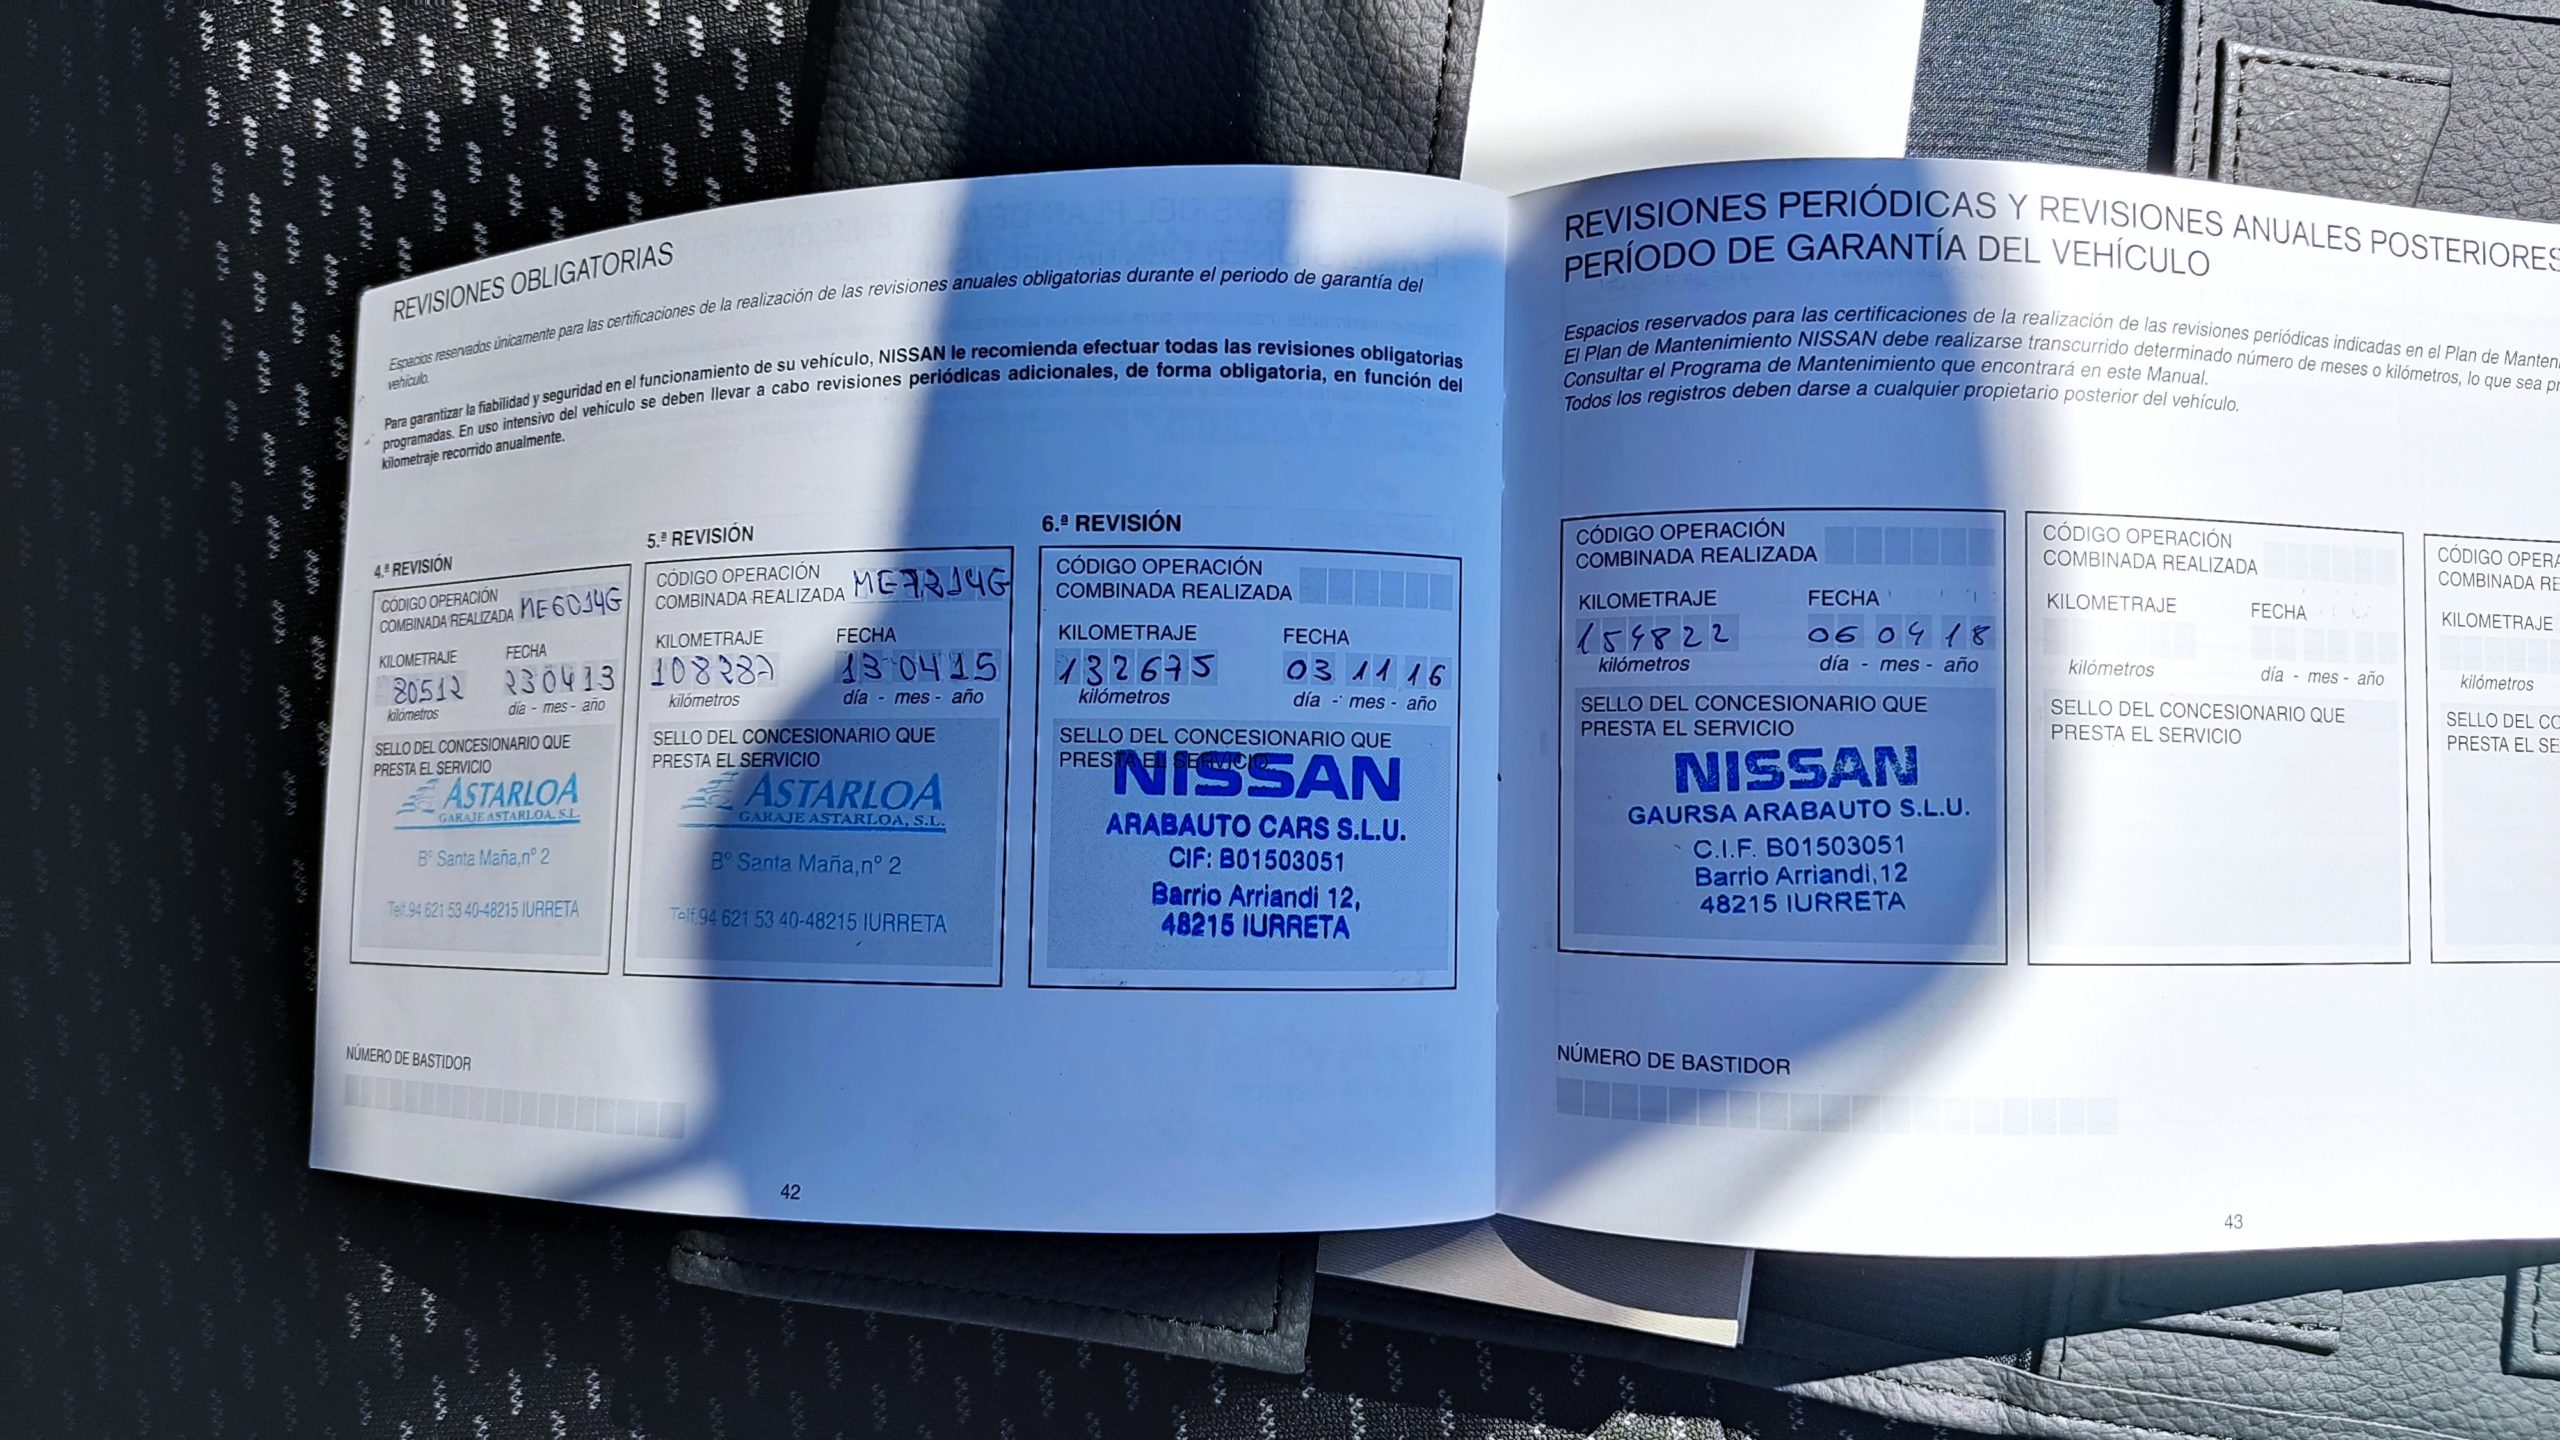 REVISIONES OBLIGATORIAS
Espacios reservados únicamente para las certificaciones de la realización de las revisiones anuales obligatorias durante el periodo de garantía del
vehículo.
Para garantizar la fiabilidad y seguridad en el funcionamiento de su vehículo, NISSAN le recomienda efectuar todas las revisiones obligatorias
programadas. En uso intensivo del vehículo se deben llevar a cabo revisiones periódicas adicionales, de forma obligatoria, en función del
kilometraje recorrido anualmente.
4.ª REVISIÓN
CÓDIGO OPERACIÓN
COMBINADA REALIZADA ME6014G
KILOMETRAJE FECHA
80512 230413
kilómetros día - mes - año
SELLO DEL CONCESIONARIO QUE
PRESTA EL SERVICIO
ASTARLOA
GARAJE ASTARLOA, S.L.
Bº Santa Maña,nº 2
Telf.94 621 53 40-48215 IURRETA
5.ª REVISIÓN
CÓDIGO OPERACIÓN
COMBINADA REALIZADA ME7214G
KILOMETRAJE FECHA
130415
kilómetros día - mes - año
SELLO DEL CONCESIONARIO QUE
PRESTA EL SERVICIO
ASTARLOA
GARAJE ASTARLOA, S.L.
Bº Santa Maña,nº 2
Telf.94 621 53 40-48215 IURRETA
6.ª REVISIÓN
CÓDIGO OPERACIÓN
COMBINADA REALIZADA
KILOMETRAJE FECHA
132675 03 11 16
kilómetros día - mes - año
SELLO DEL CONCESIONARIO QUE
PRESTA EL SERVICIO
NISSAN
ARABAUTO CARS S.L.U.
CIF: B01503051
Barrio Arriandi 12,
48215 IURRETA
NÚMERO DE BASTIDOR
42
REVISIONES PERIÓDICAS Y REVISIONES ANUALES POSTERIORES
PERÍODO DE GARANTÍA DEL VEHÍCULO
Espacios reservados para las certificaciones de la realización de las revisiones periódicas indicadas en el Plan de Manten
El Plan de Mantenimiento NISSAN debe realizarse transcurrido determinado número de meses o kilómetros, lo que sea pr
Consultar el Programa de Mantenimiento que encontrará en este Manual.
Todos los registros deben darse a cualquier propietario posterior del vehículo.
CÓDIGO OPERACIÓN
COMBINADA REALIZADA
KILOMETRAJE FECHA
154822 06 04 18
kilómetros día - mes - año
SELLO DEL CONCESIONARIO QUE
PRESTA EL SERVICIO
NISSAN
GAURSA ARABAUTO S.L.U.
C.I.F. B01503051
Barrio Arriandi,12
48215 IURRETA
CÓDIGO OPERACIÓN
COMBINADA REALIZADA
KILOMETRAJE FECHA
kilómetros día - mes - año
SELLO DEL CONCESIONARIO QUE
PRESTA EL SERVICIO
CÓDIGO OPERA
COMBINADA RE
KILOMETRAJE
kilómetros
SELLO DEL CO
PRESTA EL SE
NÚMERO DE BASTIDOR
43